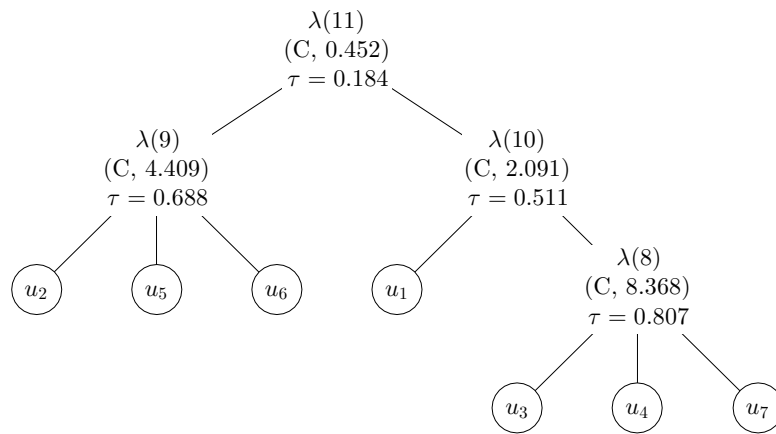 λ(11)
(C, 0.452)
τ = 0.184
λ(9)
(C, 4.409)
τ = 0.688
λ(10)
(C, 2.091)
τ = 0.511
u₂
u₅
u₆
u₁
λ(8)
(C, 8.368)
τ = 0.807
u₃
u₄
u₇